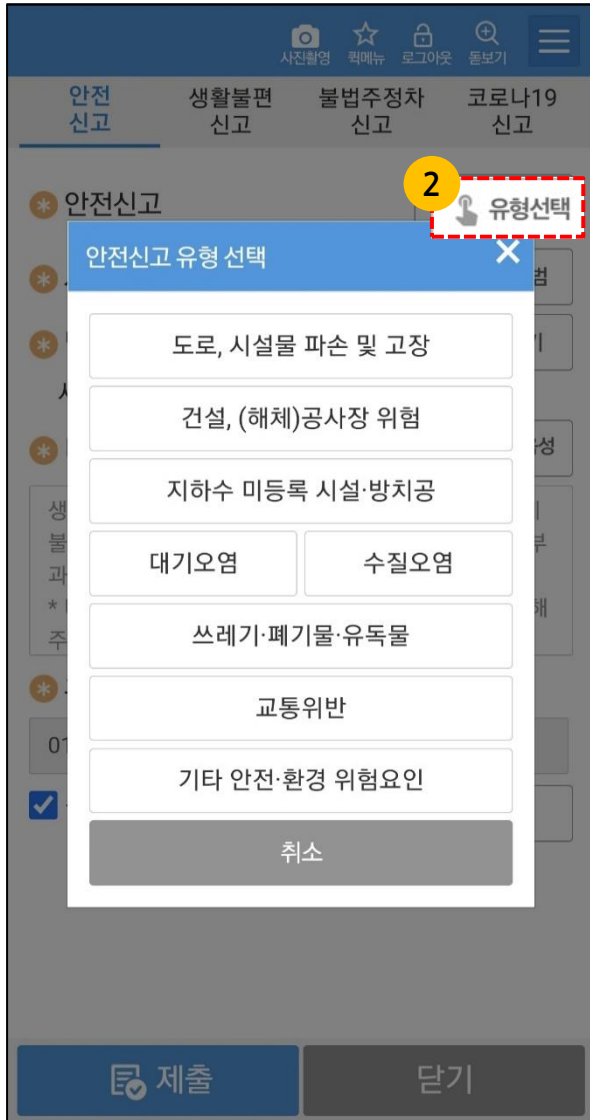 사진촬영 퀵메뉴 로그아웃 돋보기
안전 신고
생활불편 신고
불법주정차 신고
코로나19 신고
2
안전신고
유형선택
안전신고 유형 선택
도로, 시설물 파손 및 고장
건설, (해체)공사장 위험
지하수 미등록 시설·방치공
대기오염 수질오염
쓰레기·폐기물·유독물
교통위반
기타 안전·환경 위험요인
취소
생
불
과
주
01
제출 닫기